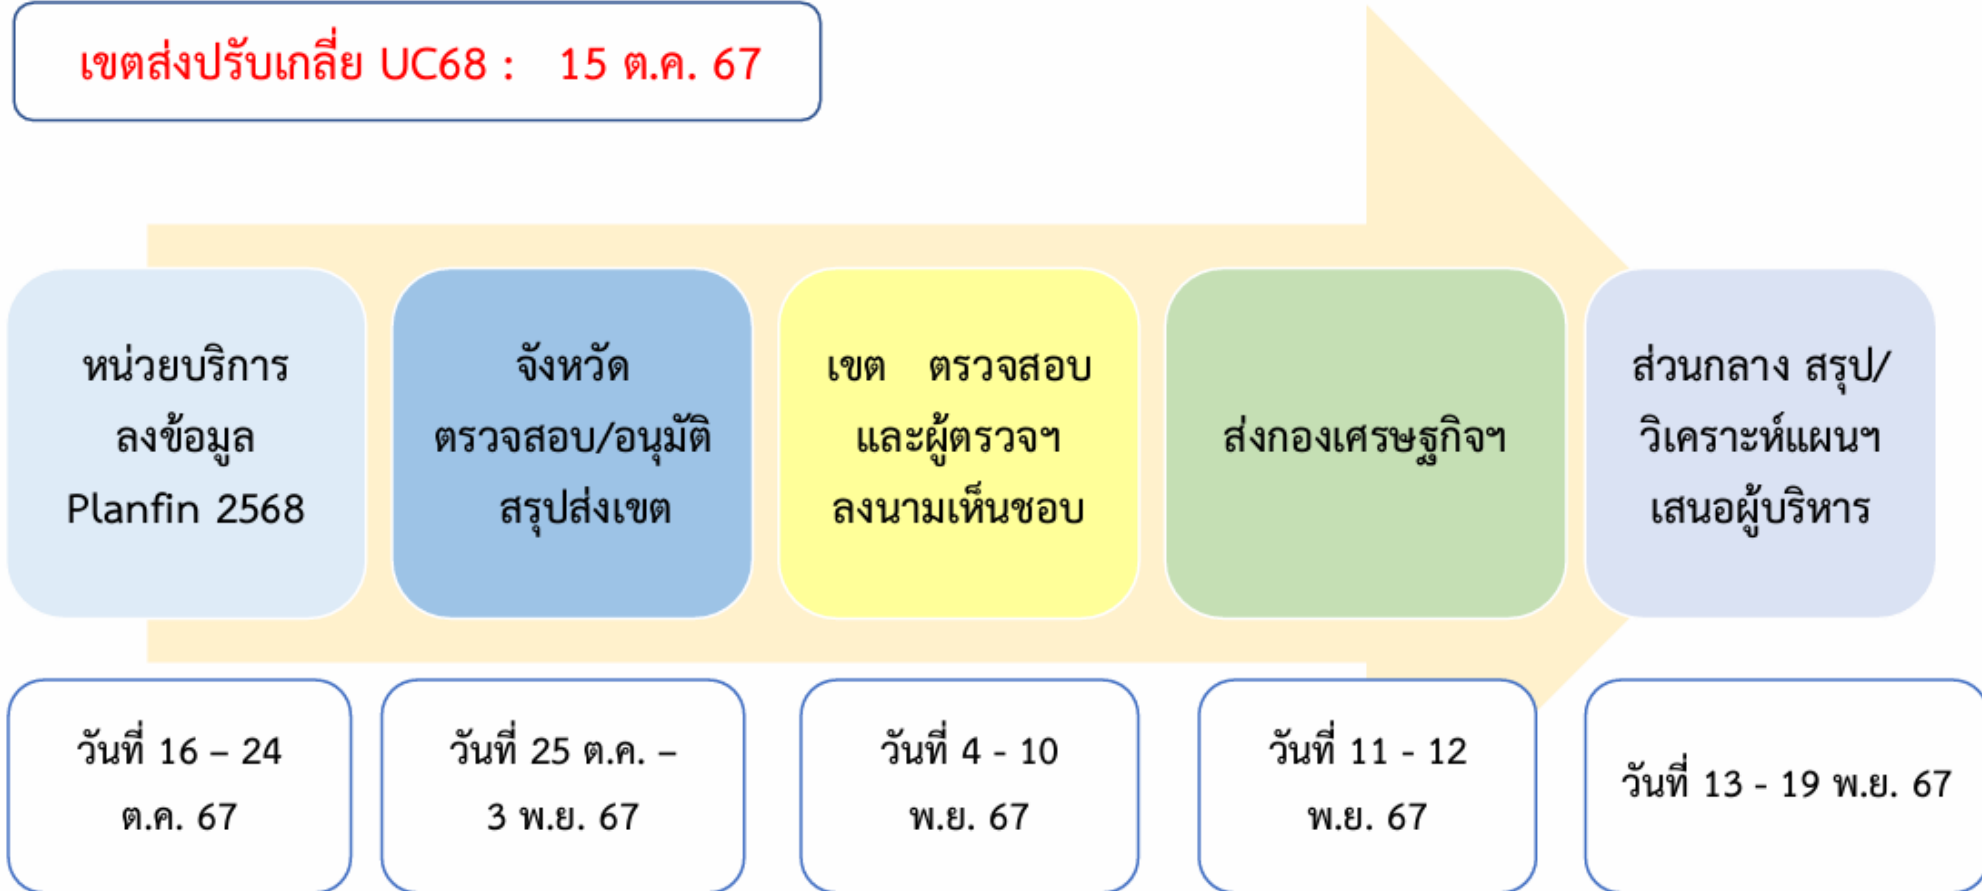 เขตส่งปรับเกลี่ย UC68 : 15 ต.ค. 67
หน่วยบริการ
ลงข้อมูล
Planfin 2568
จังหวัด
ตรวจสอบ/อนุมัติ
สรุปส่งเขต
เขต ตรวจสอบ
และผู้ตรวจฯ
ลงนามเห็นชอบ
ส่งกองเศรษฐกิจฯ
ส่วนกลาง สรุป/
วิเคราะห์แผนฯ
เสนอผู้บริหาร
วันที่ 16 – 24
ต.ค. 67
วันที่ 25 ต.ค. –
3 พ.ย. 67
วันที่ 4 - 10
พ.ย. 67
วันที่ 11 - 12
พ.ย. 67
วันที่ 13 - 19 พ.ย. 67